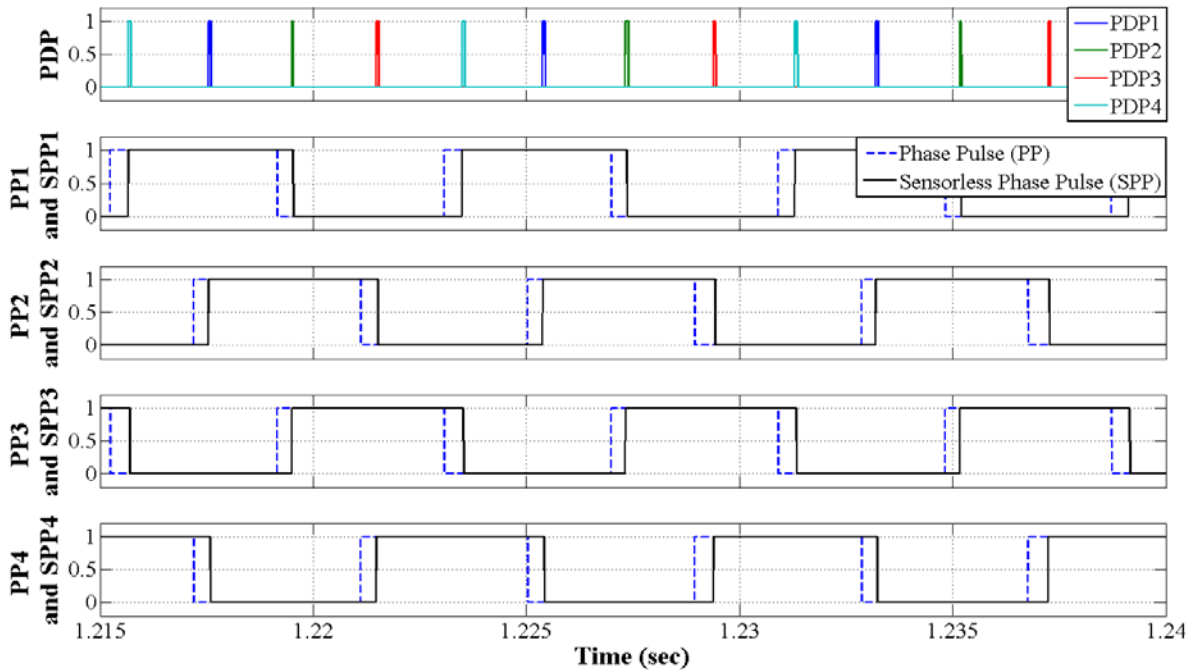 PDP
1
0.5
0
PDP1
PDP2
PDP3
PDP4
PP1
and SPP1
1
0.5
0
Phase Pulse (PP)
Sensorless Phase Pulse (SPP)
PP2
and SPP2
1
0.5
0
PP3
and SPP3
1
0.5
0
PP4
and SPP4
1
0.5
0
1.215 1.22 1.225 1.23 1.235 1.24
Time (sec)